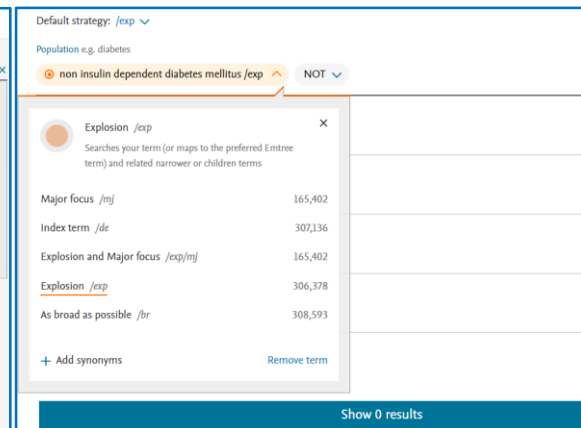 Default strategy: /exp
Population e.g. diabetes
non insulin dependent diabetes mellitus /exp NOT
Explosion /exp
Searches your term (or maps to the preferred Emtree
term) and related narrower or children terms
Major focus /mj 165,402
Index term /de 307,136
Explosion and Major focus /exp/mj 165,402
Explosion /exp 306,378
As broad as possible /br 308,593
+ Add synonyms Remove term
Show 0 results